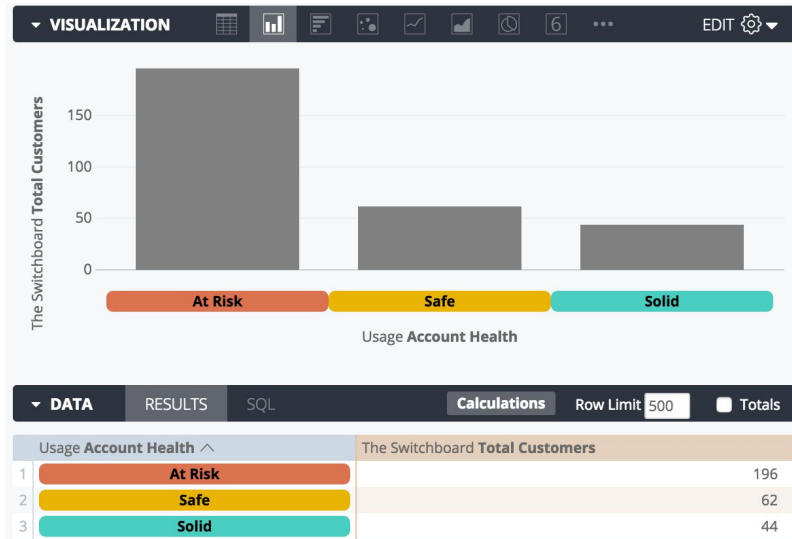 VISUALIZATION 6 ••• EDIT
The Switchboard Total Customers
150
100
50
0
At Risk Safe Solid
Usage Account Health
DATA RESULTS SQL Calculations Row Limit 500 Totals
Usage Account Health The Switchboard Total Customers
1 At Risk 196
2 Safe 62
3 Solid 44